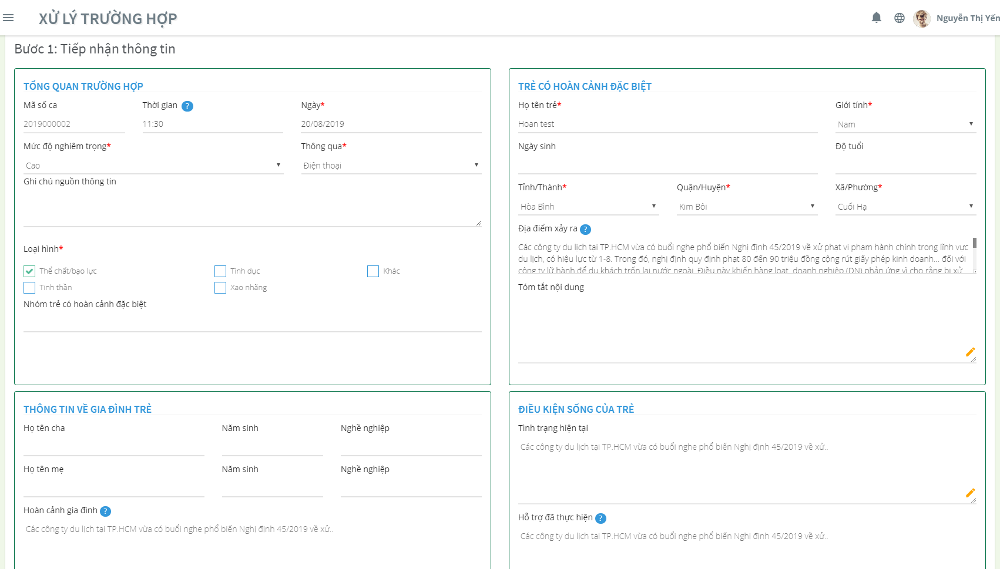 XỬ LÝ TRƯỜNG HỢP
Nguyễn Thị Yến
Bước 1: Tiếp nhận thông tin
TỔNG QUAN TRƯỜNG HỢP
Mã số ca
Thời gian ?
Ngày*
2019000002
11:30
20/08/2019
Mức độ nghiêm trọng*
Thông qua*
Cao
Điện thoại
Ghi chú nguồn thông tin
Loại hình*
Thể chất/bạo lực
Tình dục
Khác
Tinh thần
Xao nhãng
Nhóm trẻ có hoàn cảnh đặc biệt
TRẺ CÓ HOÀN CẢNH ĐẶC BIỆT
Họ tên trẻ*
Giới tính*
Hoan test
Nam
Ngày sinh
Độ tuổi
Tỉnh/Thành*
Quận/Huyện*
Xã/Phường*
Hòa Bình
Kim Bôi
Cuối Hạ
Địa điểm xảy ra ?
Các công ty du lịch tại TP.HCM vừa có buổi nghe phổ biến Nghị định 45/2019 về xử phạt vi phạm hành chính trong lĩnh vực
du lịch, có hiệu lực từ 1-8. Trong đó, nghị định quy định phạt 80 đến 90 triệu đồng cộng rút giấy phép kinh doanh... đối với
công ty lữ hành để du khách trốn lại nước ngoài. Điều này khiến hàng loạt doanh nghiệp (DN) phản ứng vì cho rằng bị xử
Tóm tắt nội dung
THÔNG TIN VỀ GIA ĐÌNH TRẺ
Họ tên cha
Năm sinh
Nghề nghiệp
Họ tên mẹ
Năm sinh
Nghề nghiệp
Hoàn cảnh gia đình ?
Các công ty du lịch tại TP.HCM vừa có buổi nghe phổ biến Nghị định 45/2019 về xử..
ĐIỀU KIỆN SỐNG CỦA TRẺ
Tình trạng hiện tại
Các công ty du lịch tại TP.HCM vừa có buổi nghe phổ biến Nghị định 45/2019 về xử..
Hỗ trợ đã thực hiện ?
Các công ty du lịch tại TP.HCM vừa có buổi nghe phổ biến Nghị định 45/2019 về xử..